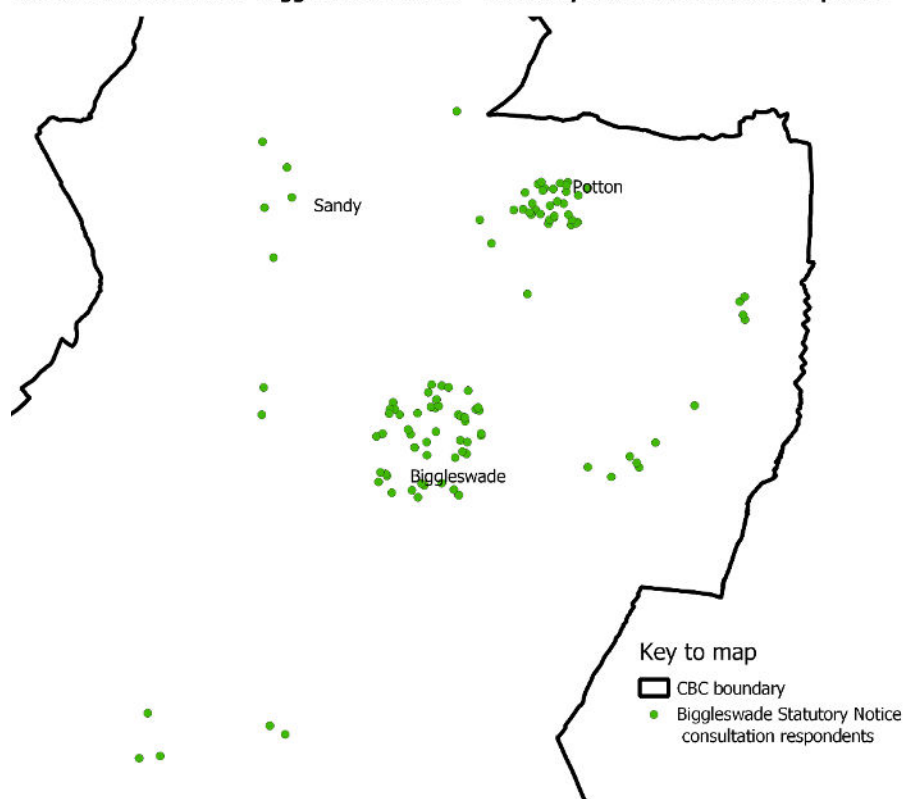 Potton
Sandy
Biggleswade
Key to map
CBC boundary
Biggleswade Statutory Notice
consultation respondents